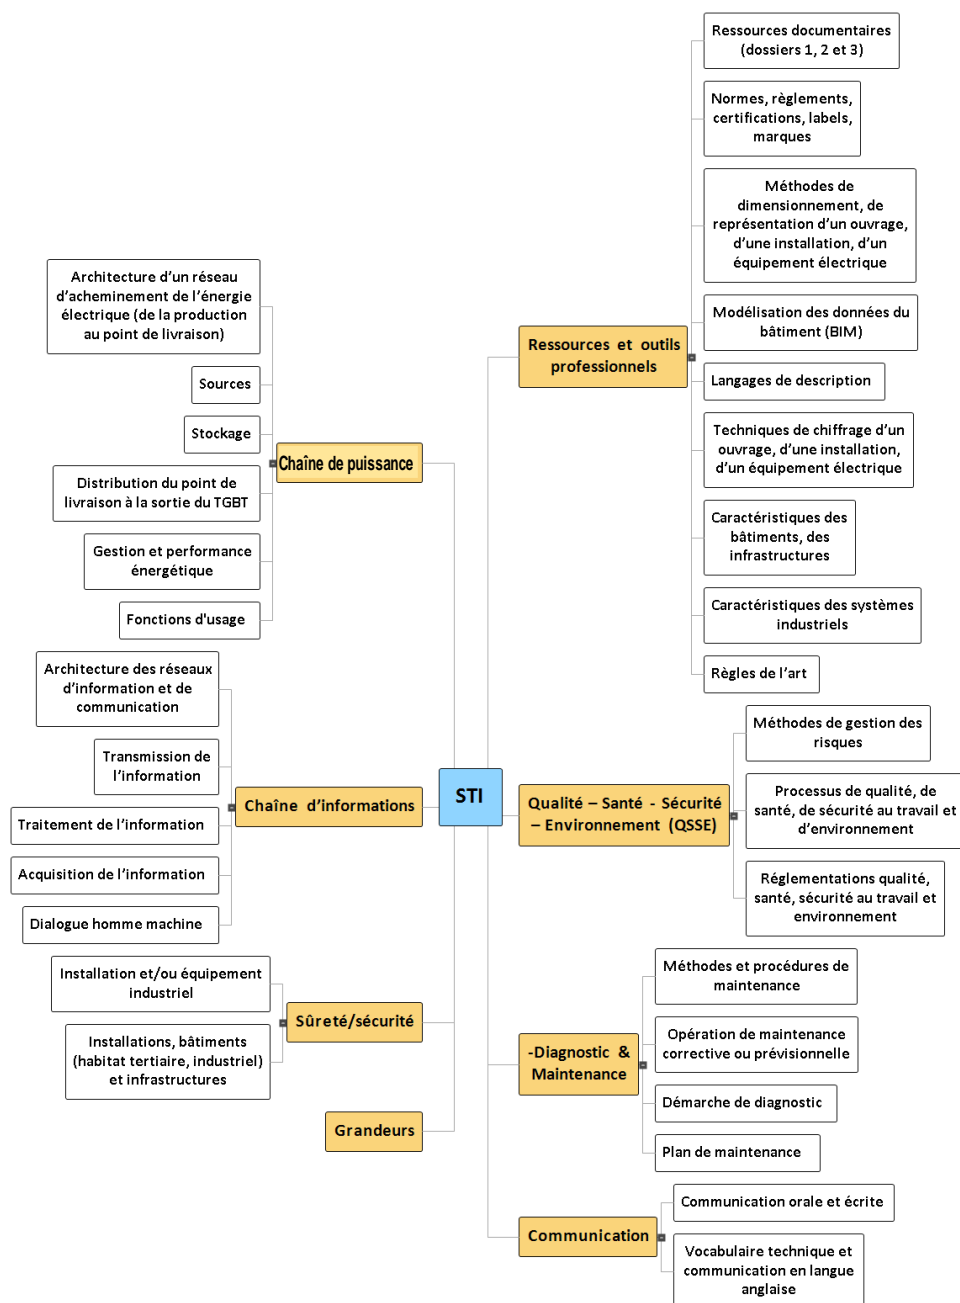 STI
Chaîne de puissance
Architecture d’un réseau
d’acheminement de l’énergie
électrique (de la production
au point de livraison)
Sources
Stockage
Distribution du point de
livraison à la sortie du TGBT
Gestion et performance
énergétique
Fonctions d'usage
Chaîne d’informations
Architecture des réseaux
d’information et de
communication
Transmission de
l’information
Traitement de l’information
Acquisition de l’information
Dialogue homme machine
Sûreté/sécurité
Installation et/ou équipement
industriel
Installations, bâtiments
(habitat tertiaire, industriel)
et infrastructures
Grandeurs
Ressources et outils
professionnels
Ressources documentaires
(dossiers 1, 2 et 3)
Normes, règlements,
certifications, labels,
marques
Méthodes de
dimensionnement, de
représentation d’un ouvrage,
d’une installation, d’un
équipement électrique
Modélisation des données du
bâtiment (BIM)
Langages de description
Techniques de chiffrage d’un
ouvrage, d’une installation,
d’un équipement électrique
Caractéristiques des
bâtiments, des
infrastructures
Caractéristiques des systèmes
industriels
Règles de l’art
Qualité – Santé - Sécurité
– Environnement (QSSE)
Méthodes de gestion des
risques
Processus de qualité, de
santé, de sécurité au travail et
d’environnement
Réglementations qualité,
santé, sécurité au travail et
environnement
-Diagnostic &
Maintenance
Méthodes et procédures de
maintenance
Opération de maintenance
corrective ou prévisionnelle
Démarche de diagnostic
Plan de maintenance
Communication
Communication orale et écrite
Vocabulaire technique et
communication en langue
anglaise